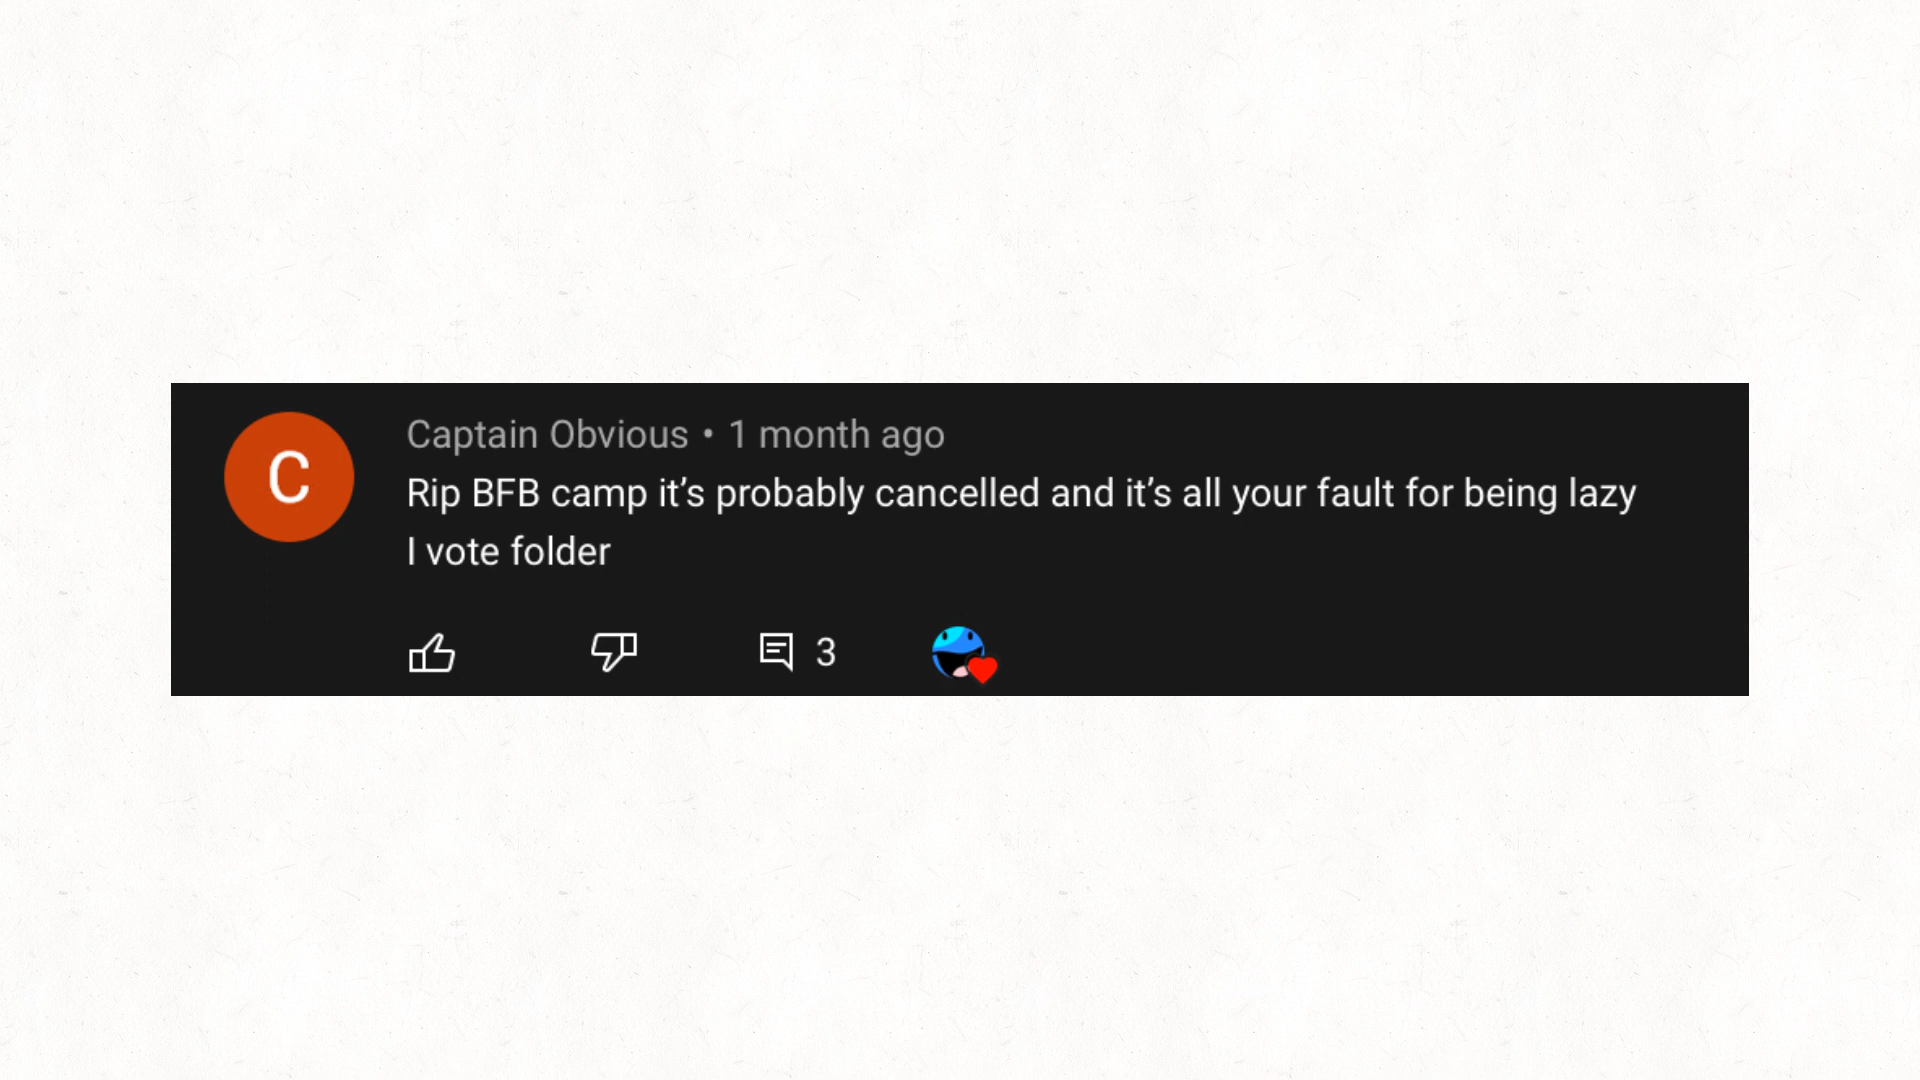 C
Captain Obvious • 1 month ago
Rip BFB camp it’s probably cancelled and it’s all your fault for being lazy
I vote folder
3